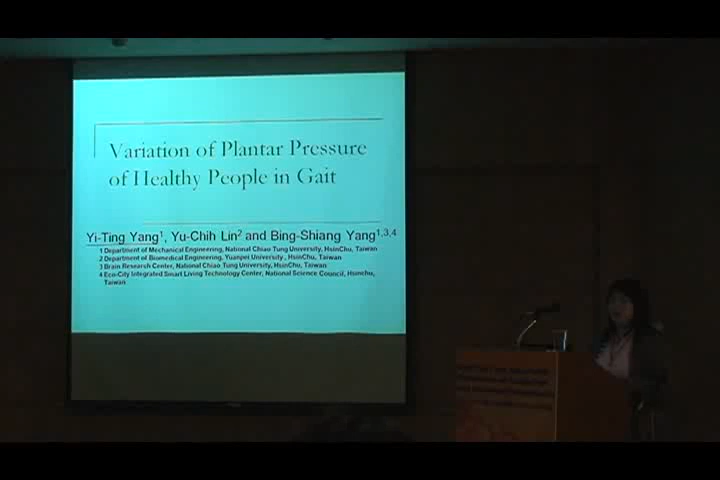 Variation of Plantar Pressure
of Healthy People in Gait
Yi-Ting Yang¹, Yu-Chih Lin² and Bing-Shiang Yang¹,³,⁴
1 Department of Mechanical Engineering, National Chiao Tung University, HsinChu, Taiwan
2 Department of Biomedical Engineering, Yuanpei University , HsinChu, Taiwan
3 Brain Research Center, National Chiao Tung University, HsinChu, Taiwan
4 Eco-City Integrated Smart Living Technology Center, National Science Council, Hsinchu,
Taiwan